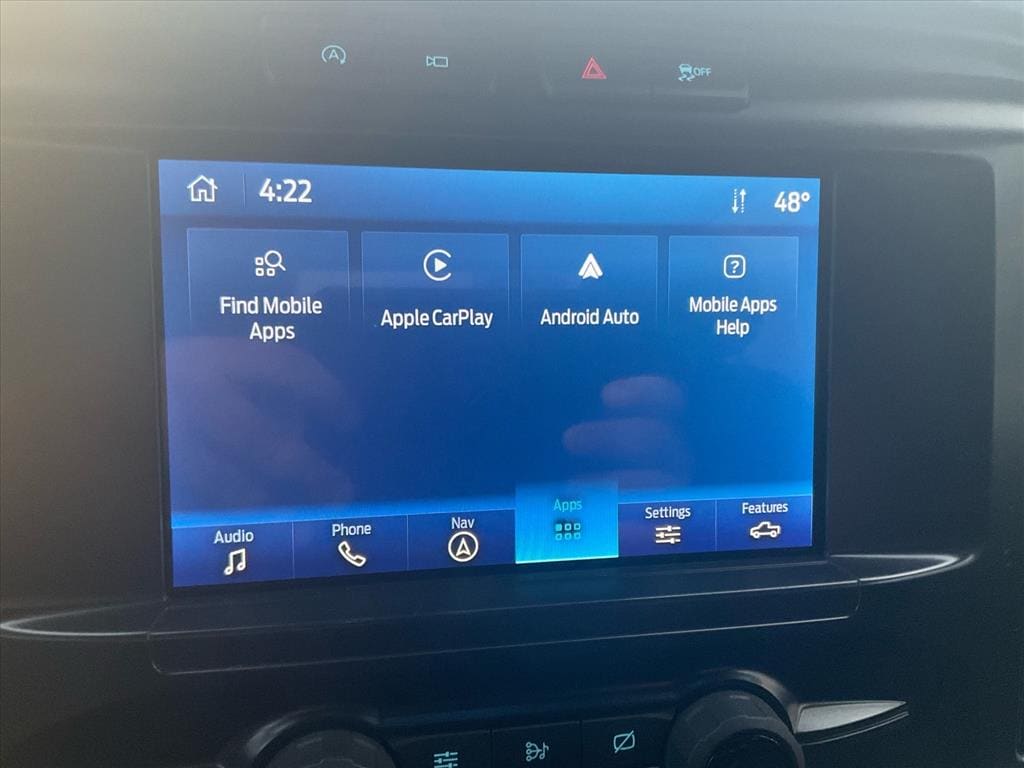 A
OFF
4:22
48°
Find Mobile
Apps
Apple CarPlay
Android Auto
Mobile Apps
Help
?
Audio
Phone
Nav
Apps
Settings
Features